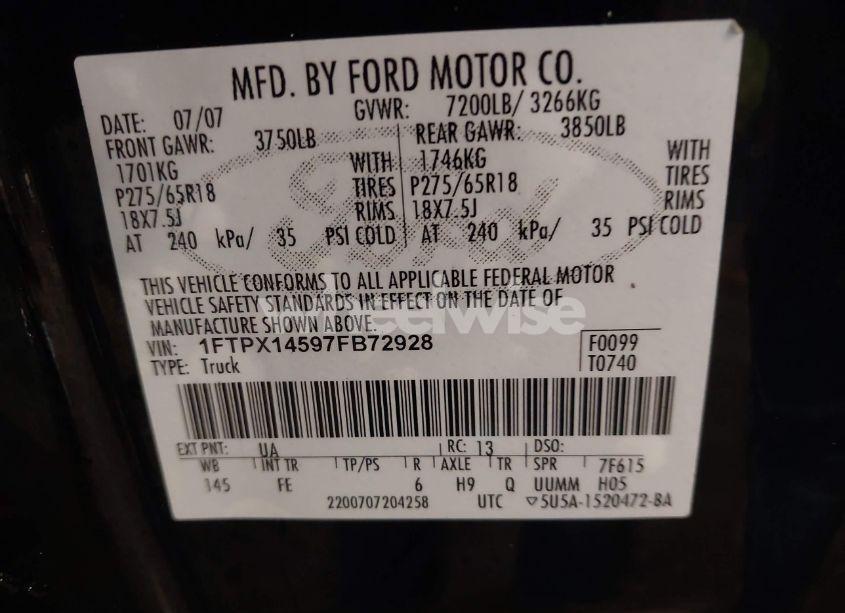 MFD. BY FORD MOTOR CO.
DATE: 07/07 GVWR: 7200LB/ 3266KG
FRONT GAWR: 3750LB REAR GAWR: 3850LB
1701KG WITH 1746KG WITH
P275/65R18 TIRES P275/65R18 TIRES
18X7.5J RIMS 18X7.5J RIMS
AT 240 kPa/ 35 PSI COLD AT 240 kPa/ 35 PSI COLD
Ford
THIS VEHICLE CONFORMS TO ALL APPLICABLE FEDERAL MOTOR
VEHICLE SAFETY STANDARDS IN EFFECT ON THE DATE OF
MANUFACTURE SHOWN ABOVE.
wheelwise
VIN: 1FTPX14597FB72928 F0099
TYPE: Truck T0740
EXT PNT: UA RC: 13 DSO:
WB INT TR TP/PS R AXLE TR SPR 7F615
145 FE 6 H9 Q UUMM H05
2200707204258 UTC ▽5U5A-1520472-BA